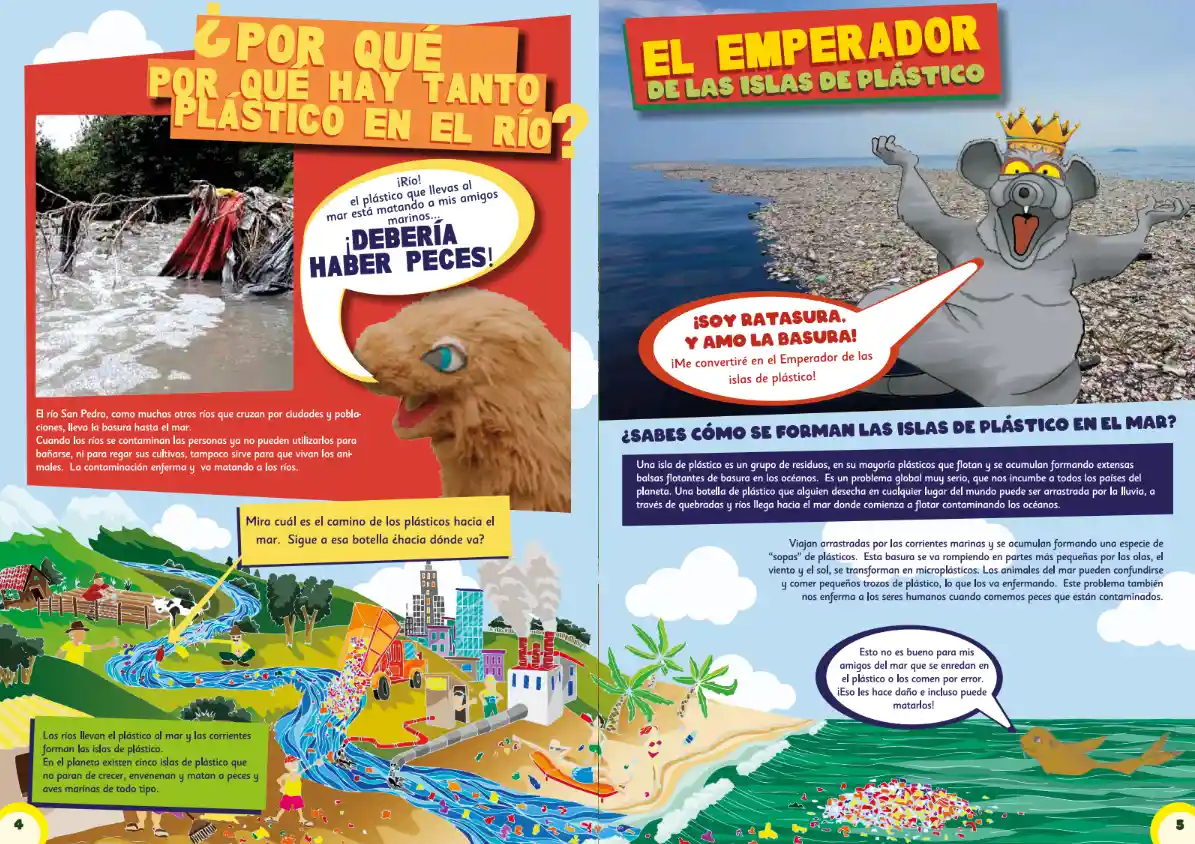 ¿POR QUÉ
POR QUÉ HAY TANTO
PLÁSTICO EN EL RÍO?
¡Río!
el plástico que llevas al
mar está matando a mis amigos
marinos...
¡DEBERÍA
HABER PECES!
El río San Pedro, como muchos otros ríos que cruzan por ciudades y pobla-
ciones, lleva la basura hasta el mar.
Cuando los ríos se contaminan las personas ya no pueden utilizarlos para
bañarse, ni para regar sus cultivos, tampoco sirve para que vivan los ani-
males. La contaminación enferma y va matando a los ríos.
Mira cuál es el camino de los plásticos hacia el
mar. Sigue a esa botella ¿hacia dónde va?
Los ríos llevan el plástico al mar y las corrientes
forman las islas de plástico.
En el planeta existen cinco islas de plástico que
no paran de crecer, envenenan y matan a peces y
aves marinas de todo tipo.
4
EL EMPERADOR
DE LAS ISLAS DE PLÁSTICO
¡SOY RATASURA,
Y AMO LA BASURA!
¡Me convertiré en el Emperador de las
islas de plástico!
¿SABES CÓMO SE FORMAN LAS ISLAS DE PLÁSTICO EN EL MAR?
Una isla de plástico es un grupo de residuos, en su mayoría plásticos que flotan y se acumulan formando extensas
balsas flotantes de basura en los océanos. Es un problema global muy serio, que nos incumbe a todos los países del
planeta. Una botella de plástico que alguien desecha en cualquier lugar del mundo puede ser arrastrada por la lluvia, a
través de quebradas y ríos llega hacia el mar donde comienza a flotar contaminando los océanos.
Viajan arrastradas por las corrientes marinas y se acumulan formando una especie de
"sopas" de plásticos. Esta basura se va rompiendo en partes más pequeñas por las olas, el
viento y el sol, se transforman en microplásticos. Los animales del mar pueden confundirse
y comer pequeños trozos de plástico, lo que los va enfermando. Este problema también
nos enferma a los seres humanos cuando comemos peces que están contaminados.
Esto no es bueno para mis
amigos del mar que se enredan en
el plástico o los comen por error.
¡Eso les hace daño e incluso puede
matarlos!
5